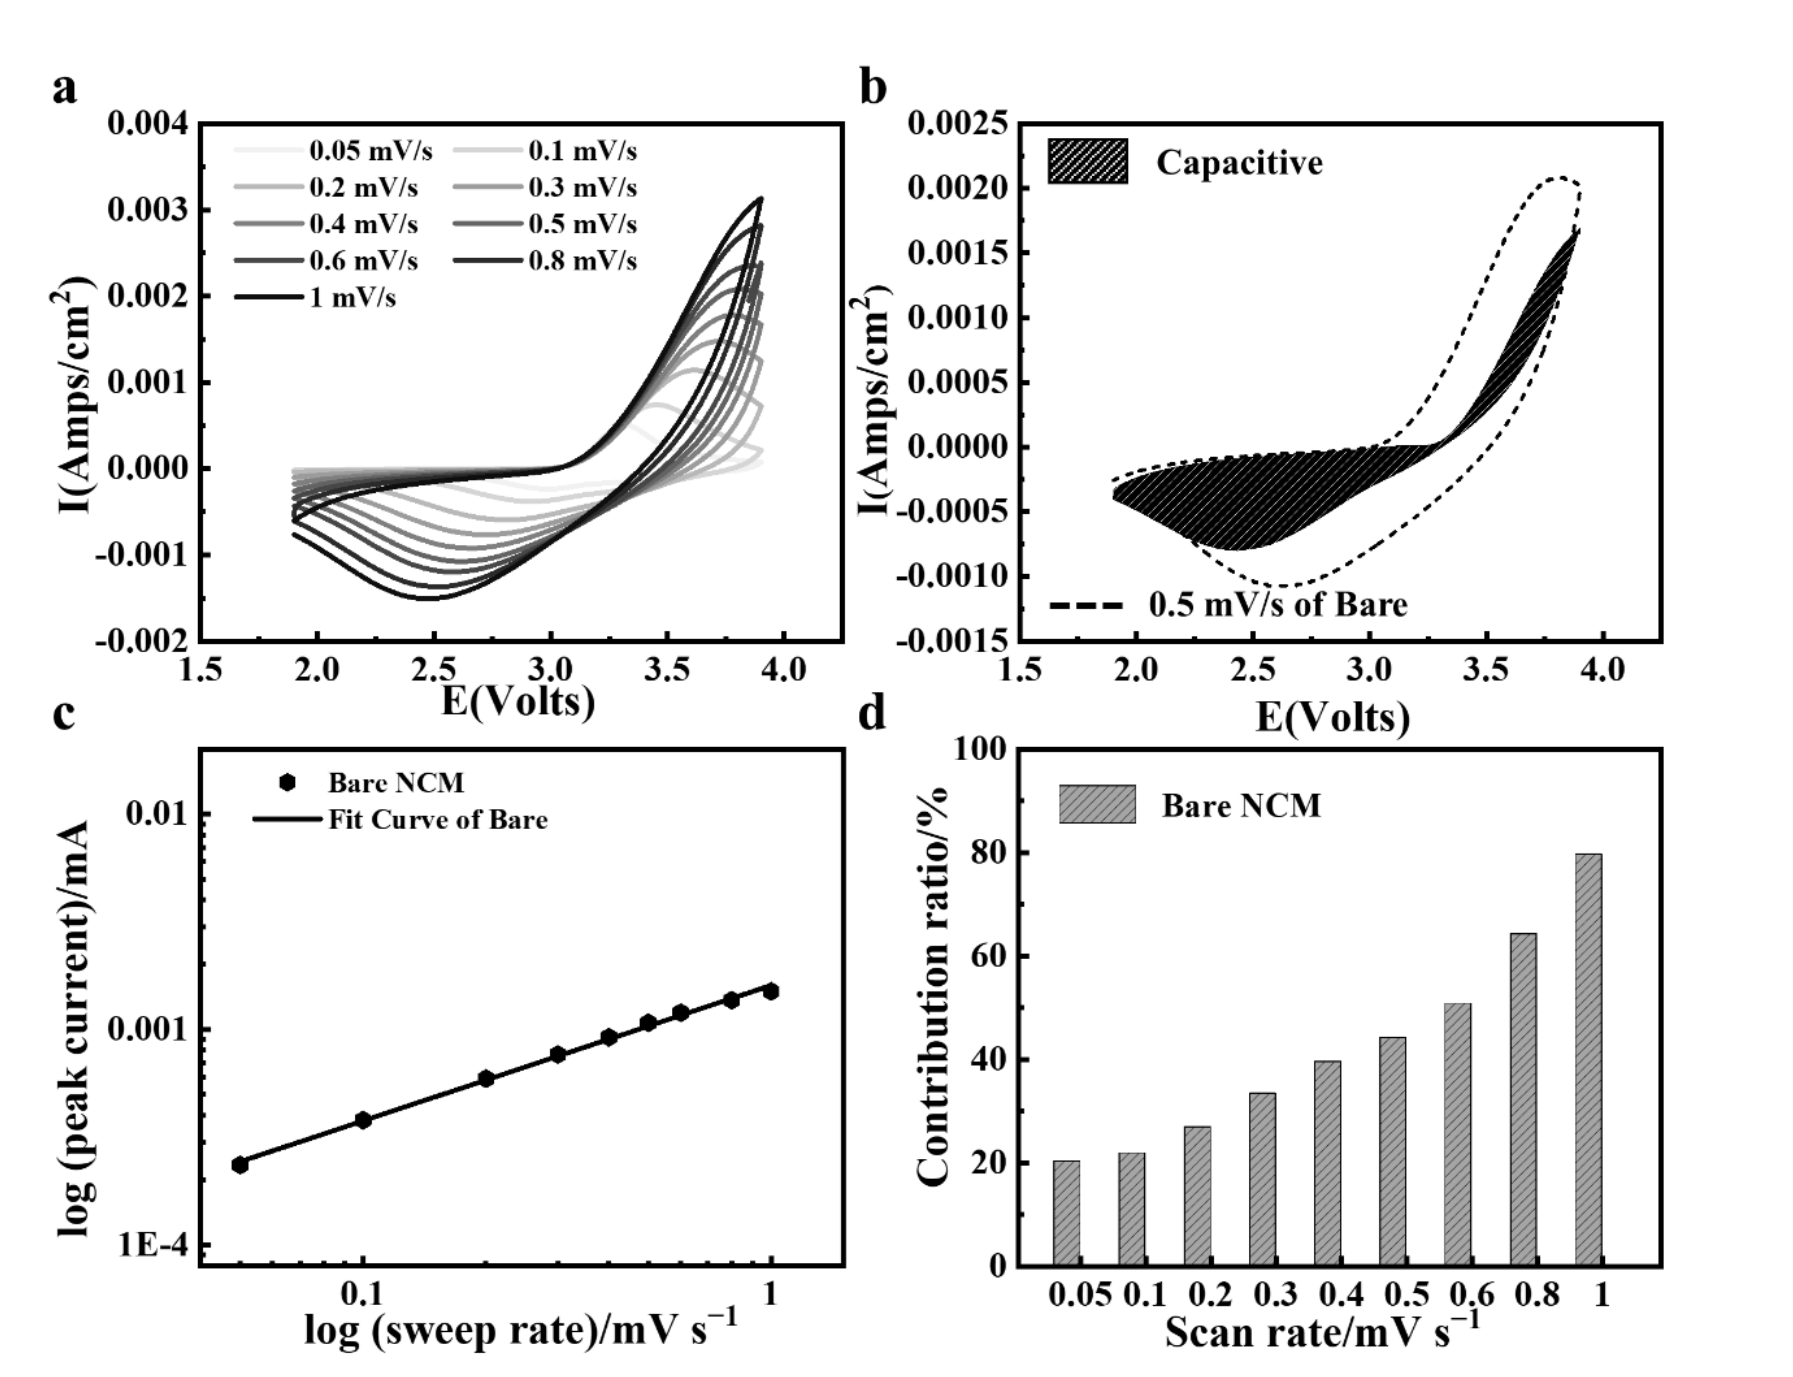 a
0.004
0.003
0.002
0.001
0.000
-0.001
-0.002
I(Amps/cm²)
0.05 mV/s 0.1 mV/s
0.2 mV/s 0.3 mV/s
0.4 mV/s 0.5 mV/s
0.6 mV/s 0.8 mV/s
1 mV/s
1.5 2.0 2.5 3.0 3.5 4.0
E(Volts)
b
0.0025
0.0020
0.0015
0.0010
0.0005
0.0000
-0.0005
-0.0010
-0.0015
I(Amps/cm²)
Capacitive
0.5 mV/s of Bare
1.5 2.0 2.5 3.0 3.5 4.0
E(Volts)
c
0.01
0.001
1E-4
log (peak current)/mA
Bare NCM
Fit Curve of Bare
0.1 1
log (sweep rate)/mV s⁻¹
d
100
80
60
40
20
0
Contribution ratio/%
Bare NCM
0.05 0.1 0.2 0.3 0.4 0.5 0.6 0.8 1
Scan rate/mV s⁻¹